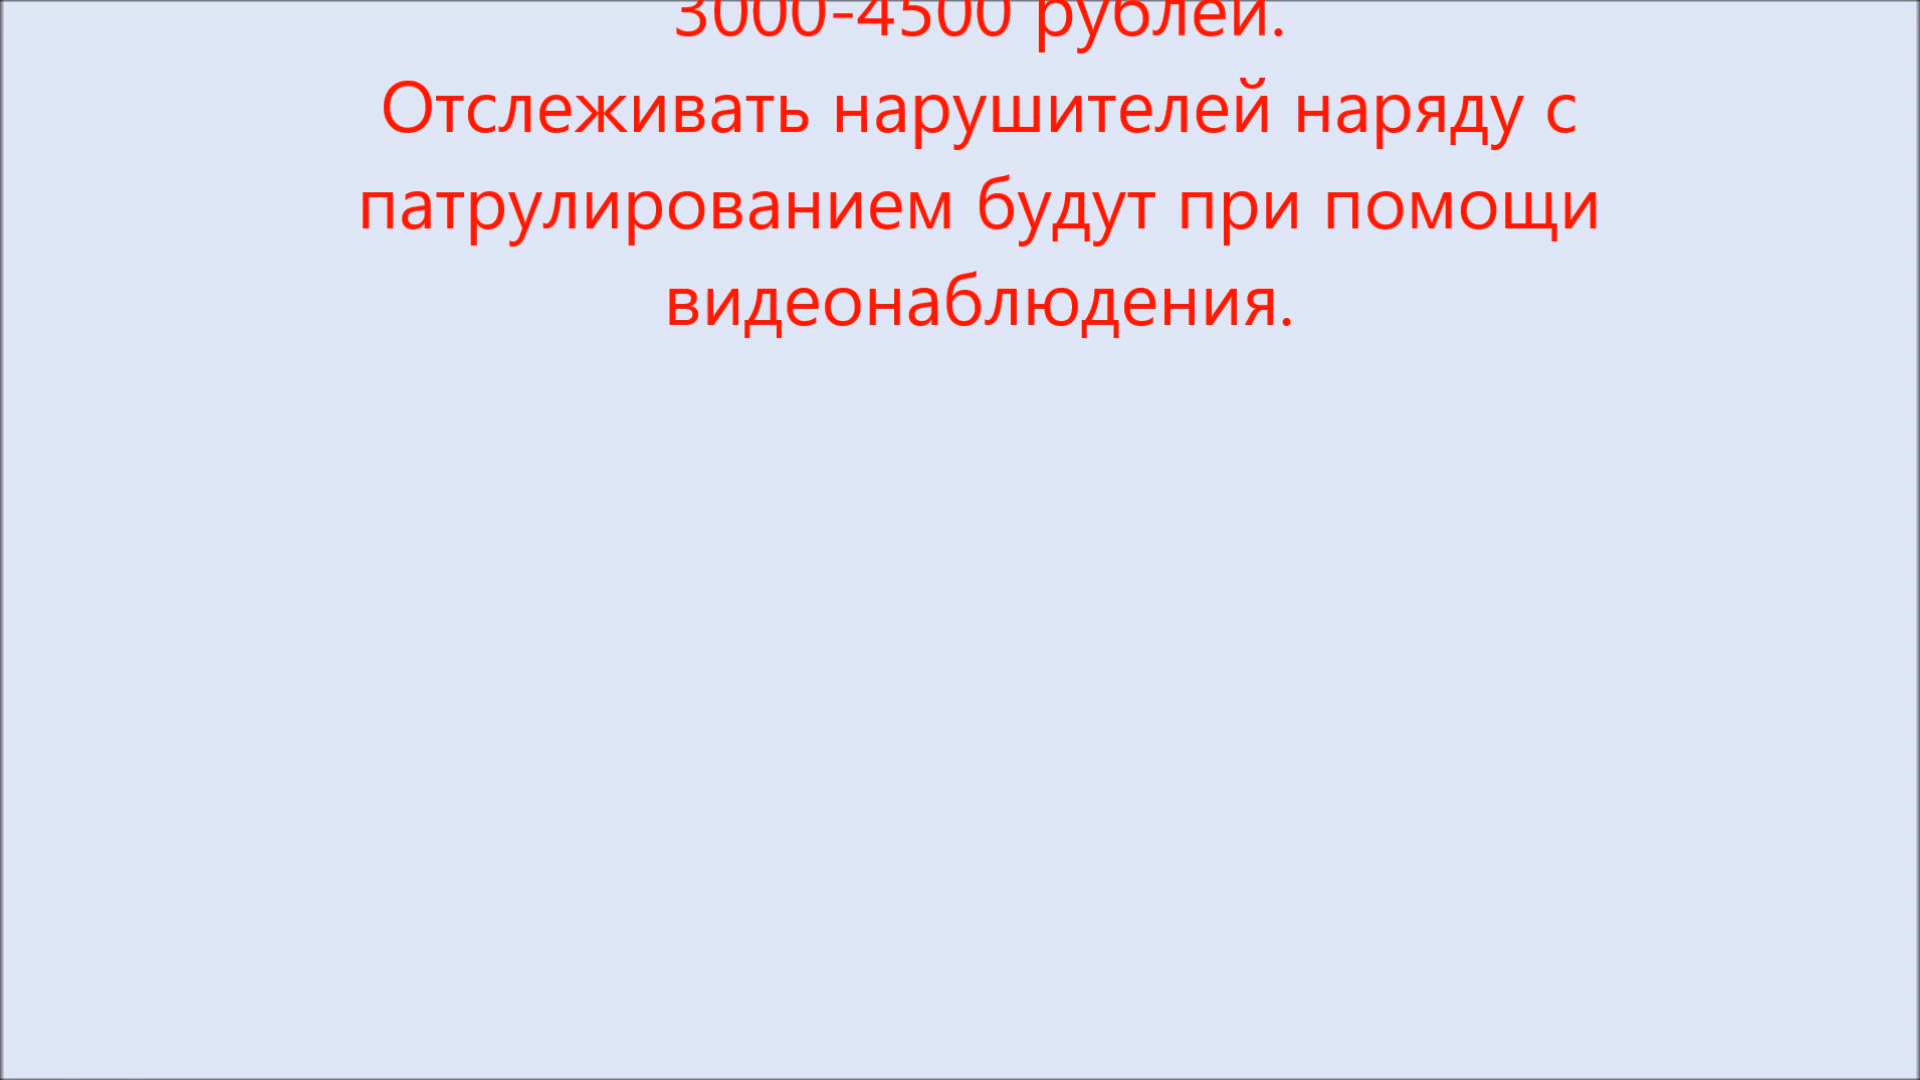 3000-4500 рублей.
Отслеживать нарушителей наряду с
патрулированием будут при помощи
видеонаблюдения.